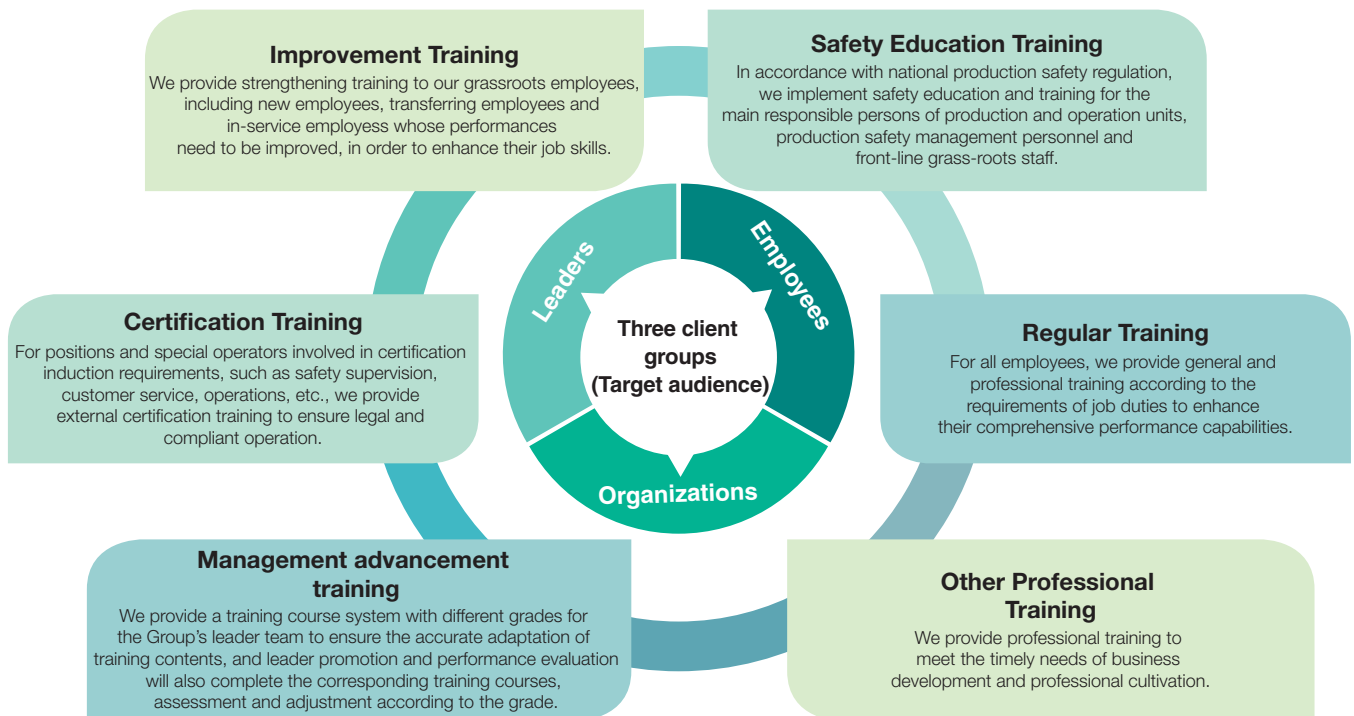 Improvement Training
We provide strengthening training to our grassroots employees,
including new employees, transferring employees and
in-service employess whose performances
need to be improved, in order to enhance their job skills.
Safety Education Training
In accordance with national production safety regulation,
we implement safety education and training for the
main responsible persons of production and operation units,
production safety management personnel and
front-line grass-roots staff.
Leaders
Employees
Three client
groups
(Target audience)
Organizations
Certification Training
For positions and special operators involved in certification
induction requirements, such as safety supervision,
customer service, operations, etc., we provide
external certification training to ensure legal and
compliant operation.
Regular Training
For all employees, we provide general and
professional training according to the
requirements of job duties to enhance
their comprehensive performance capabilities.
Management advancement
training
We provide a training course system with different grades for
the Group’s leader team to ensure the accurate adaptation of
training contents, and leader promotion and performance evaluation
will also complete the corresponding training courses,
assessment and adjustment according to the grade.
Other Professional
Training
We provide professional training to
meet the timely needs of business
development and professional cultivation.